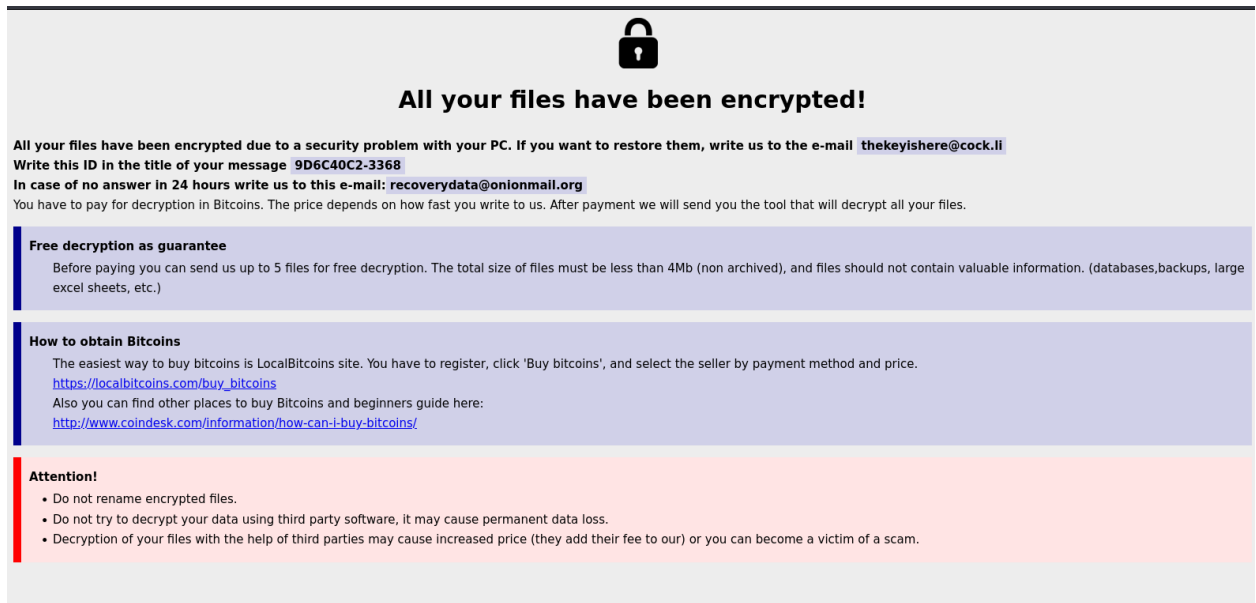 All your files have been encrypted!
All your files have been encrypted due to a security problem with your PC. If you want to restore them, write us to the e-mail thekeyishere@cock.li
Write this ID in the title of your message 9D6C40C2-3368
In case of no answer in 24 hours write us to this e-mail: recoverydata@onionmail.org
You have to pay for decryption in Bitcoins. The price depends on how fast you write to us. After payment we will send you the tool that will decrypt all your files.
Free decryption as guarantee
Before paying you can send us up to 5 files for free decryption. The total size of files must be less than 4Mb (non archived), and files should not contain valuable information. (databases,backups, large
excel sheets, etc.)
How to obtain Bitcoins
The easiest way to buy bitcoins is LocalBitcoins site. You have to register, click 'Buy bitcoins', and select the seller by payment method and price.
https://localbitcoins.com/buy_bitcoins
Also you can find other places to buy Bitcoins and beginners guide here:
http://www.coindesk.com/information/how-can-i-buy-bitcoins/
Attention!
• Do not rename encrypted files.
• Do not try to decrypt your data using third party software, it may cause permanent data loss.
• Decryption of your files with the help of third parties may cause increased price (they add their fee to our) or you can become a victim of a scam.